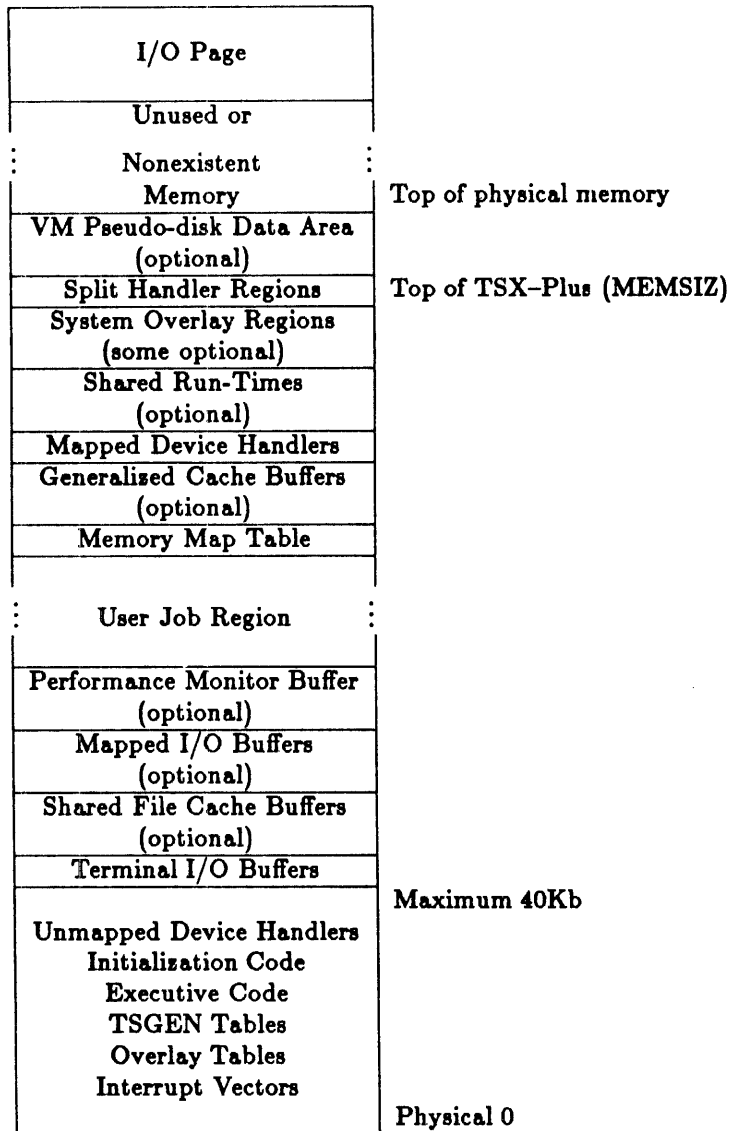 I/O Page
Unused or
Nonexistent
Memory Top of physical memory
VM Pseudo-disk Data Area
(optional)
Split Handler Regions Top of TSX–Plus (MEMSIZ)
System Overlay Regions
(some optional)
Shared Run-Times
(optional)
Mapped Device Handlers
Generalized Cache Buffers
(optional)
Memory Map Table
User Job Region
Performance Monitor Buffer
(optional)
Mapped I/O Buffers
(optional)
Shared File Cache Buffers
(optional)
Terminal I/O Buffers
Maximum 40Kb
Unmapped Device Handlers
Initialization Code
Executive Code
TSGEN Tables
Overlay Tables
Interrupt Vectors
Physical 0